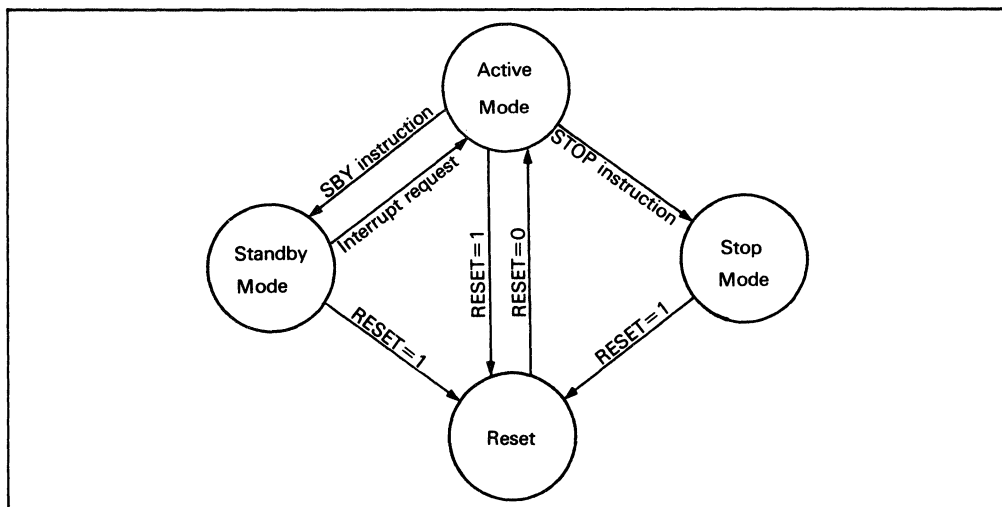 Active
Mode
SBY instruction
Interrupt request
STOP instruction
Standby
Mode
RESET=1
RESET=0
Stop
Mode
RESET=1
RESET=1
Reset